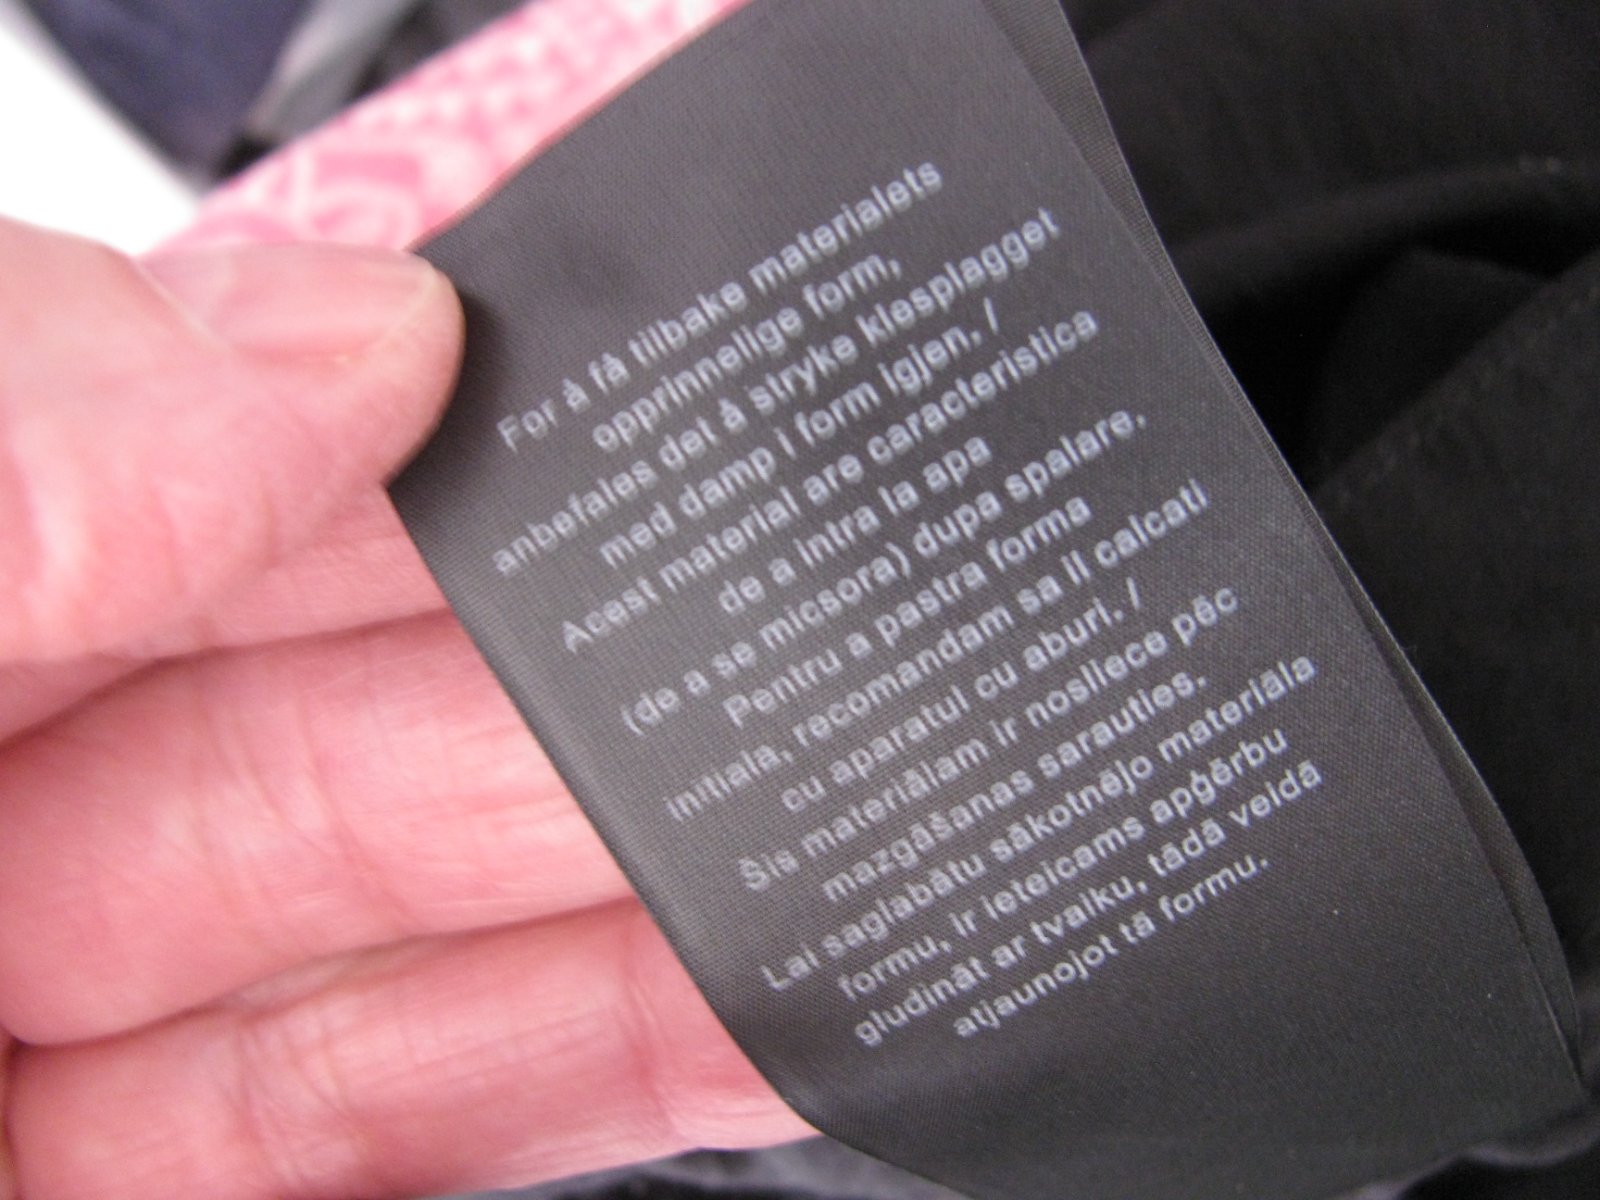 For å få tilbake materialets
opprinnelige form,
anbefales det å stryke klesplagget
med damp i form igjen. /
Acest material are caracteristica
de a intra la apa
(de a se micsora) dupa spalare.
Pentru a pastra forma
initiala, recomandam sa il calcati
cu aparatul cu aburi. /
Šis materiālam ir nosliece pēc
mazgāšanas sarauties.
Lai saglabātu sākotnējo materiāla
formu, ir ieteicams apģērbu
gludināt ar tvaiku, tādā veidā
atjaunojot tā formu.